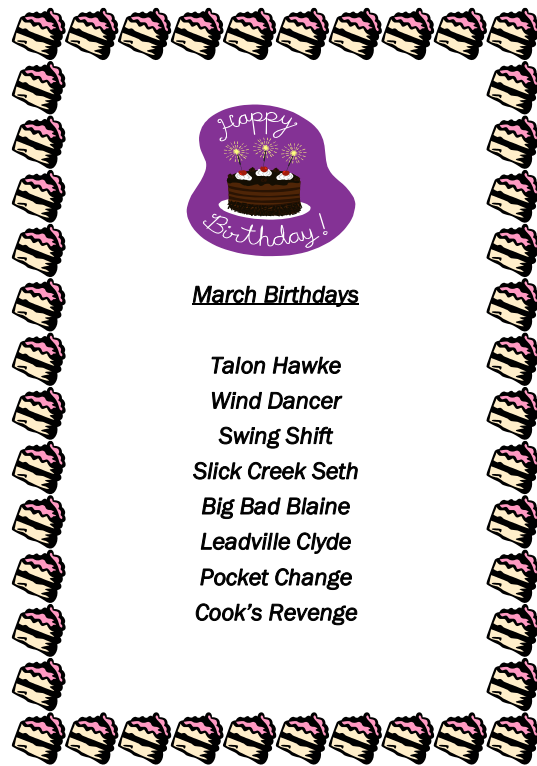 Happy
Birthday!
March Birthdays
Talon Hawke
Wind Dancer
Swing Shift
Slick Creek Seth
Big Bad Blaine
Leadville Clyde
Pocket Change
Cook's Revenge